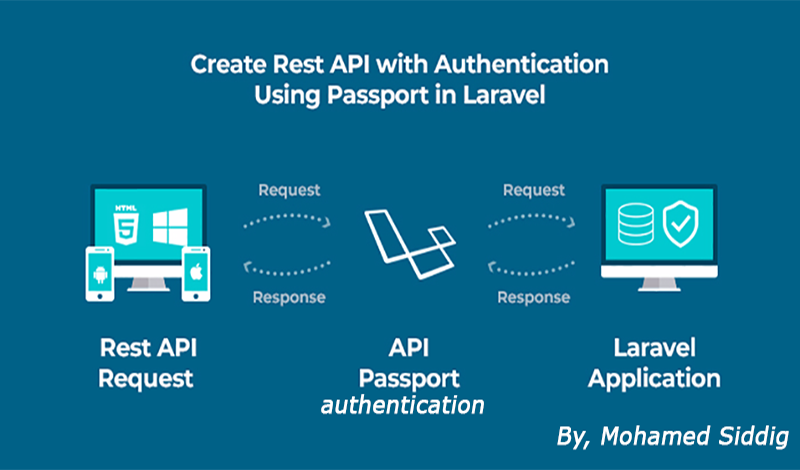 Create Rest API with Authentication
Using Passport in Laravel
Request
Request
HTML
5
Response
Response
Rest API
Request
API
Passport
authentication
Laravel
Application
By, Mohamed Siddig